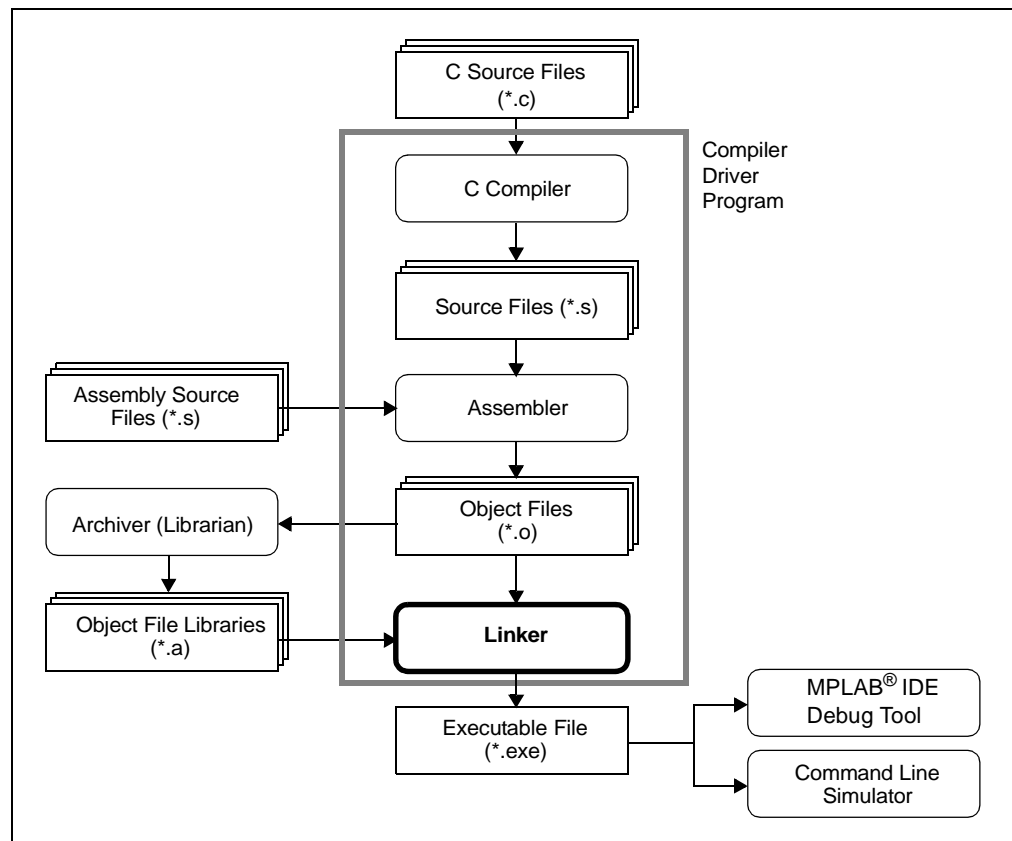 C Source Files
(*.c)
Compiler
Driver
Program
C Compiler
Source Files (*.s)
Assembly Source
Files (*.s)
Assembler
Archiver (Librarian)
Object Files
(*.o)
Object File Libraries
(*.a)
Linker
MPLAB® IDE
Debug Tool
Executable File
(*.exe)
Command Line
Simulator